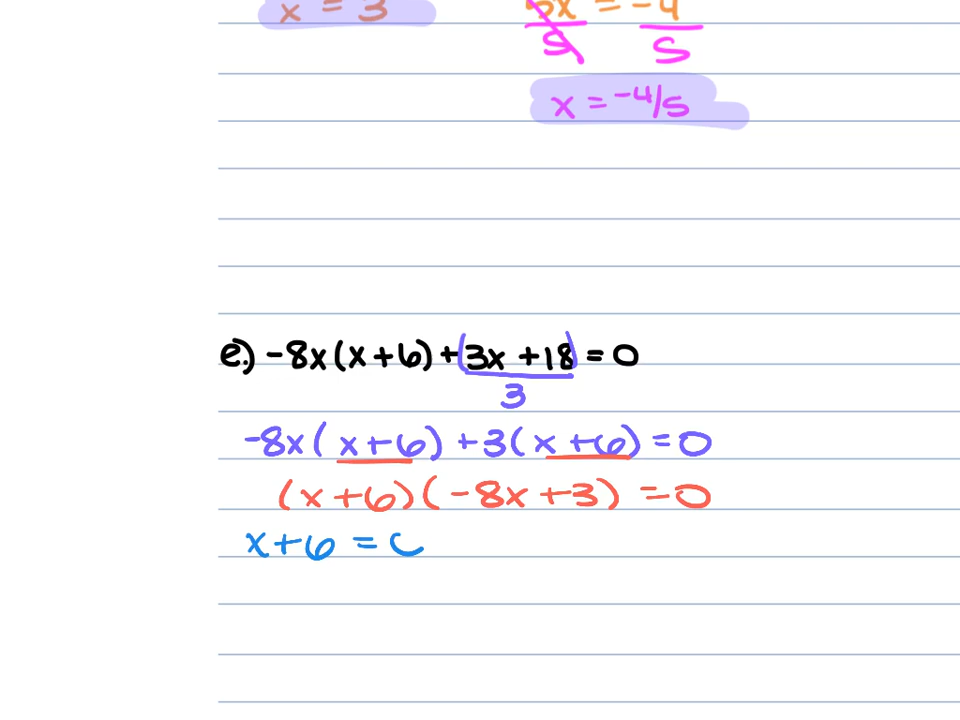 x = 3
5x = -4
5 5
x = -4/5
e.) -8x(x+6)+(3x +18) = 0
3
-8x(x+6) +3(x+6) = 0
(x+6)(-8x+3) = 0
x+6 = 0